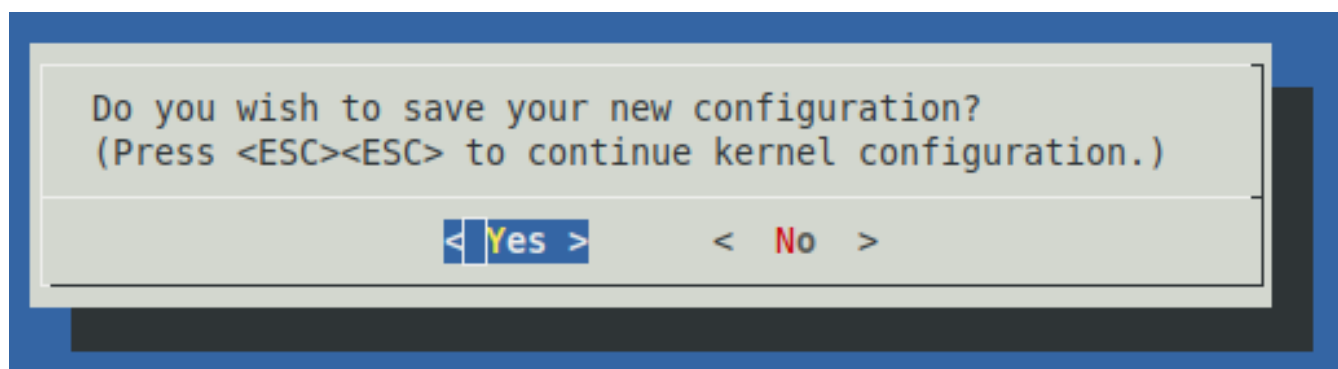 Do you wish to save your new configuration?
(Press <ESC><ESC> to continue kernel configuration.)
< Yes > < No >